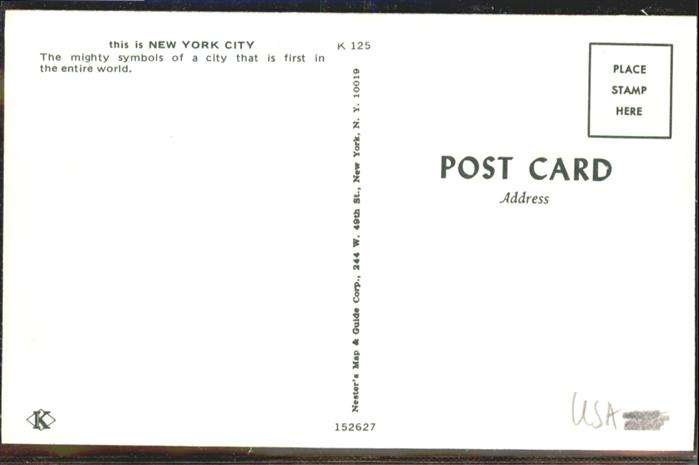 this is NEW YORK CITY
The mighty symbols of a city that is first in
the entire world.
K 125
Nester's Map & Guide Corp., 244 W. 49th St., New York, N. Y. 10019
152627
K
PLACE
STAMP
HERE
POST CARD
Address
USA